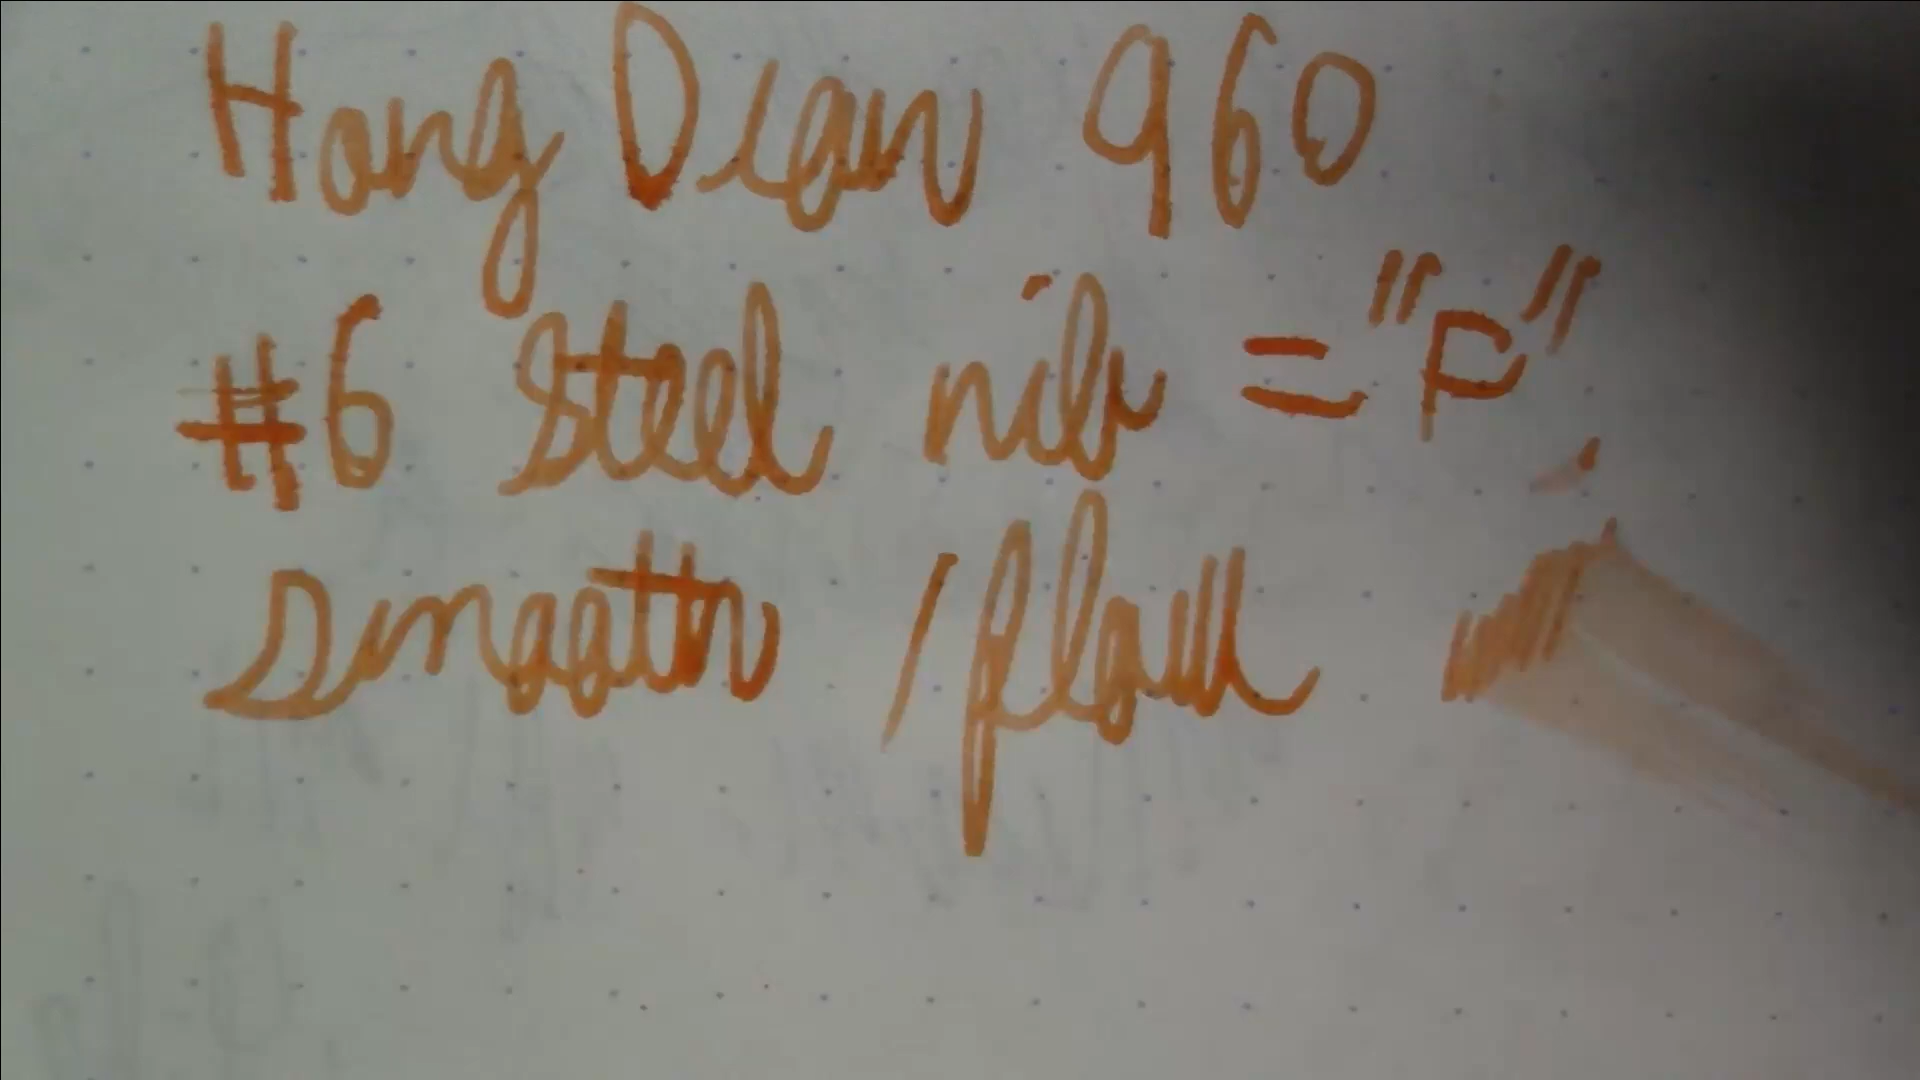 Hong Dian 960
#6 Steel nib = "F"
smooth / flow